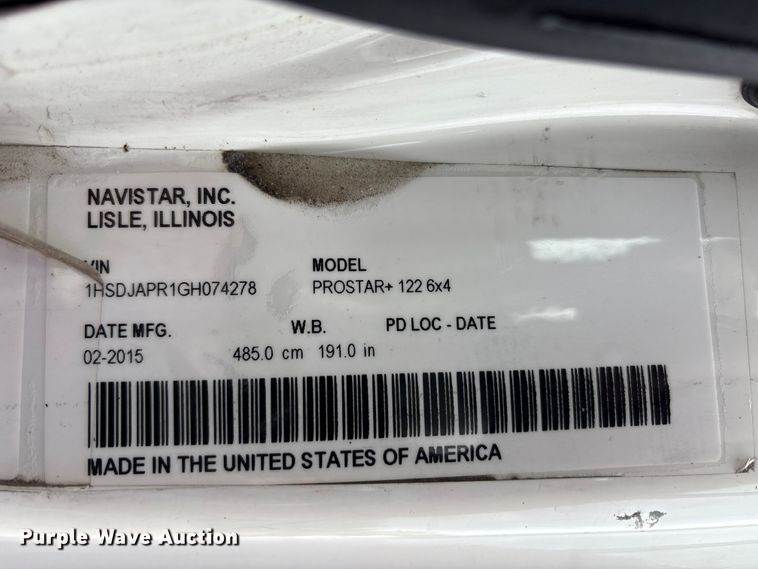 NAVISTAR, INC.
LISLE, ILLINOIS
VIN MODEL
1HSDJAPR1GH074278 PROSTAR+ 122 6x4
DATE MFG. W.B. PD LOC - DATE
02-2015 485.0 cm 191.0 in
MADE IN THE UNITED STATES OF AMERICA
Purple Wave Auction